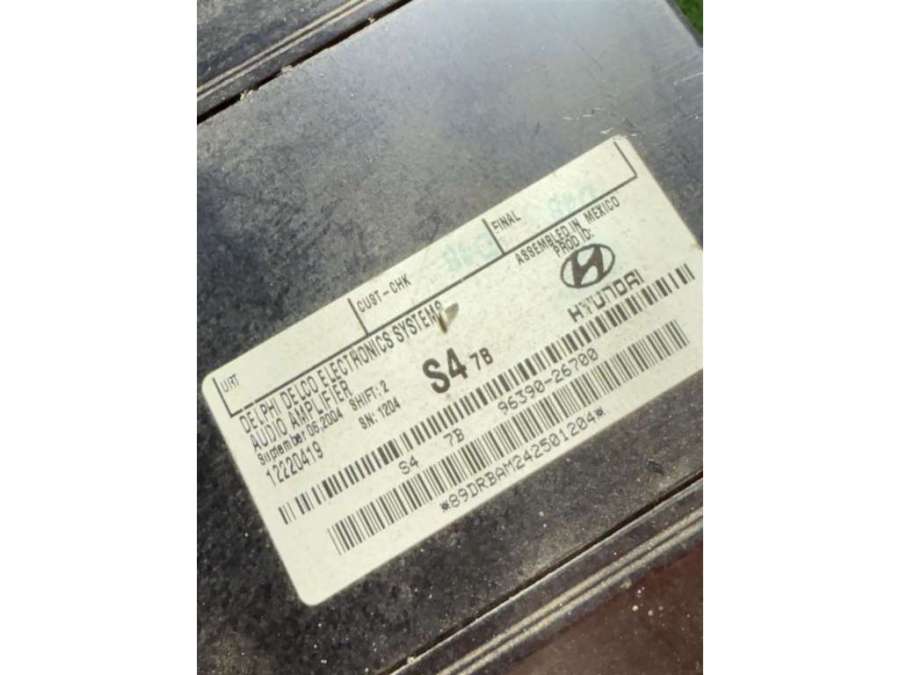 URT
CUST-CHK
FINAL
DELPHI DELCO ELECTRONICS SYSTEMS
ASSEMBLED IN MEXICO
AUDIO AMPLIFIER
PROD ID:
September 06,2004 SHIFT: 2
12220419 SN: 1204
S4 7B
HYUNDAI
S4 7B 96390-26700
*89DRBAM242501204*